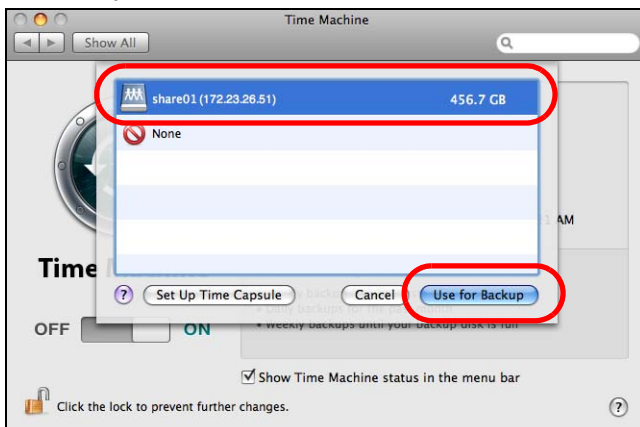 Time Machine
Show All
share01 (172.23.26.51) 456.7 GB
None
AM
Time
Set Up Time Capsule Cancel Use for Backup
OFF ON
• Weekly backups until your backup disk is full
Show Time Machine status in the menu bar
Click the lock to prevent further changes.